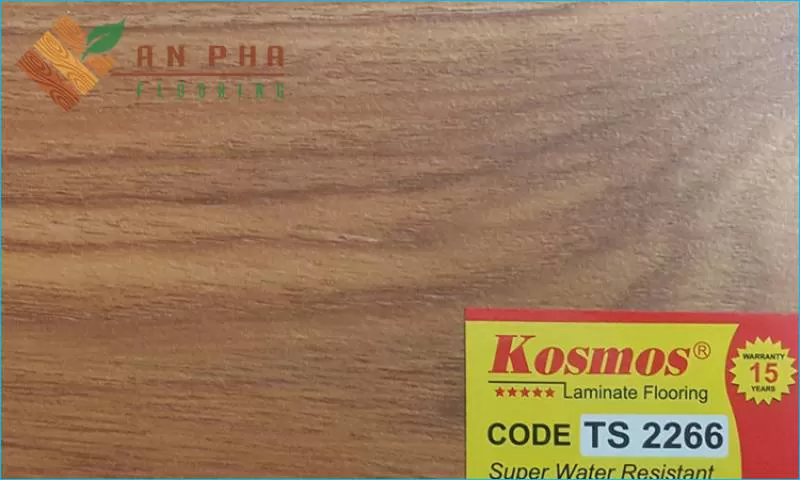 AN PHA
FLOORING
Kosmos®
Laminate Flooring
WARRANTY
15
YEARS
CODE TS 2266
Super Water Resistant